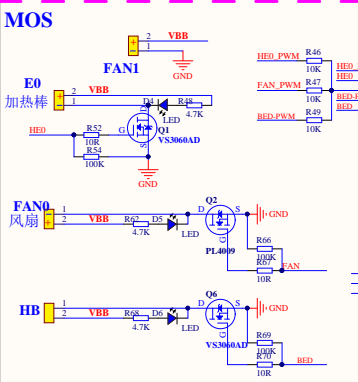 MOS
2 VBB
1
FAN1
GND
E0
加热棒
2 VBB
1
D4
R48
LED
4.7K
D
G
S
Q1
VS3060AD
HE0
R52
10R
R54
100K
GND
HE0_PWM
R46
10K
FAN_PWM
R47
10K
BED-PWM
R49
10K
HE0
BED
FAN0
风扇
1
2 VBB
R62
4.7K
D5
LED
Q2
D
S
G
PL4009
GND
R66
100K
R67
10R
FAN
HB
1
2 VBB
R68
4.7K
D6
LED
Q6
D
S
G
VS3060AD
GND
R69
100K
R70
10R
BED